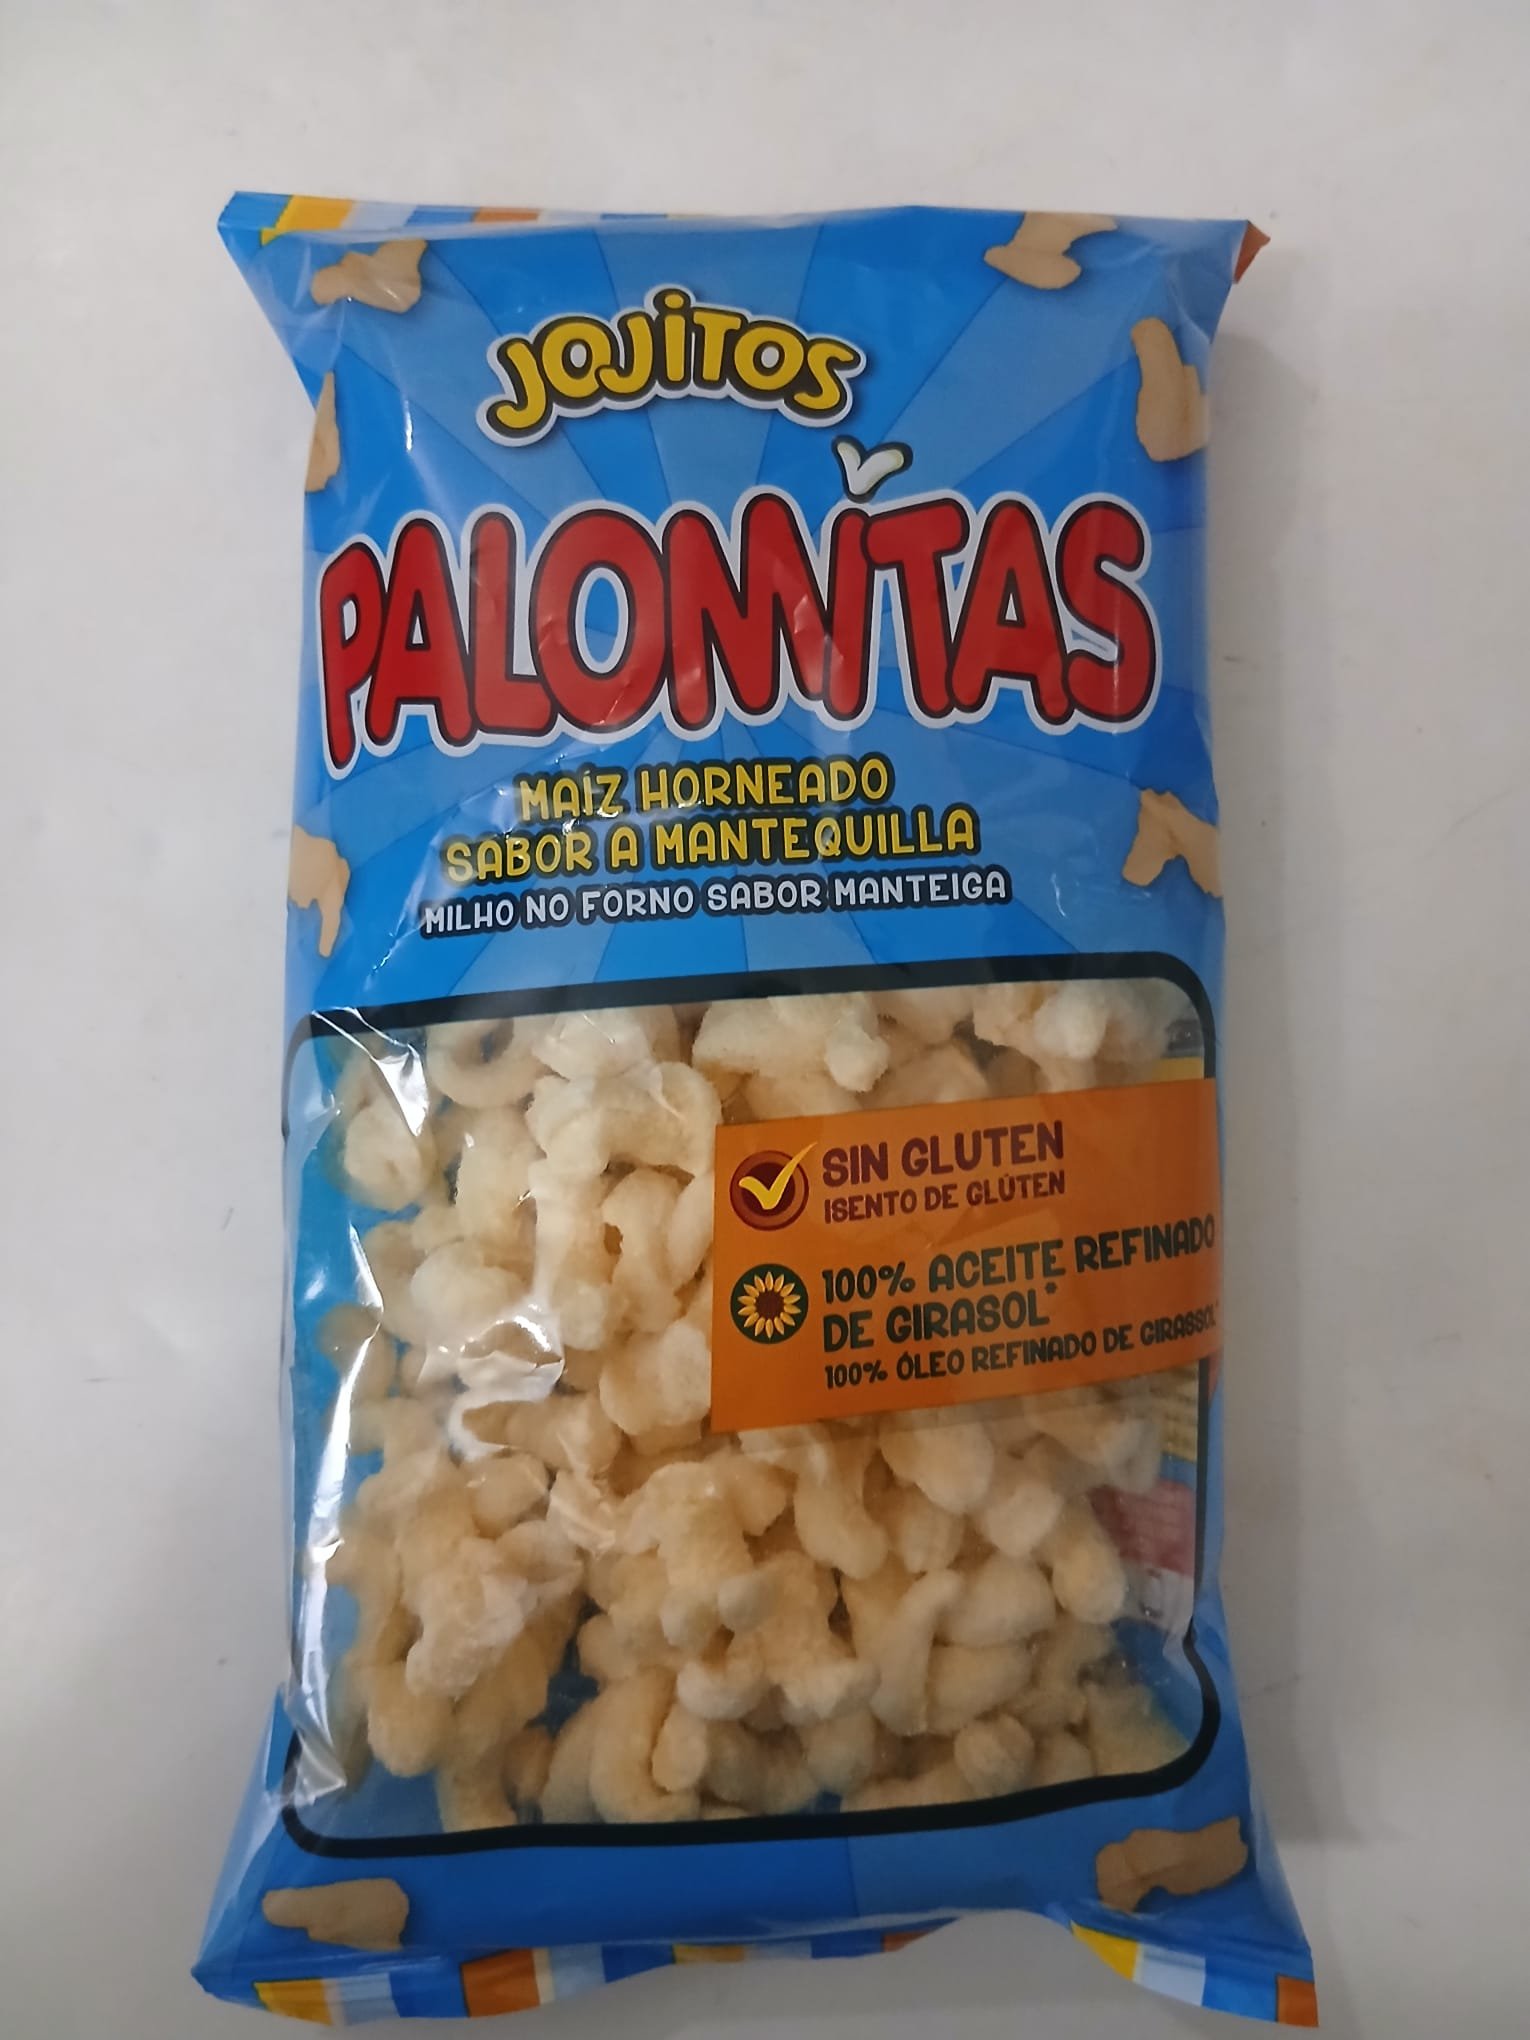 JOJiTOS
PALOMITAS
MAÍZ HORNEADO
SABOR A MANTEQUILLA
MILHO NO FORNO SABOR MANTEIGA
SIN GLUTEN
ISENTO DE GLÚTEN
100% ACEITE REFINADO
DE GIRASOL*
100% ÓLEO REFINADO DE GIRASSOL*